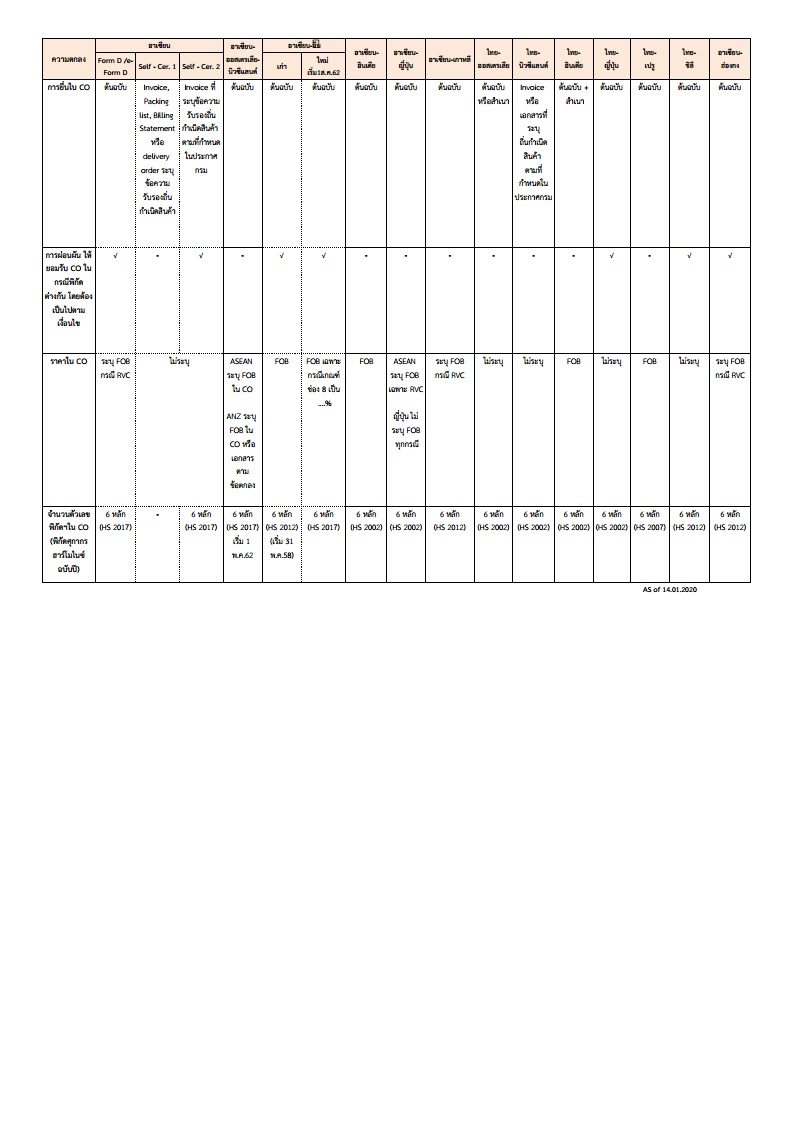 ความตกลง
อาเซียน
Form D /e-
Form D
Self - Cer. 1
Self - Cer. 2
อาเซียน-
ออสเตรเลีย-
นิวซีแลนด์
อาเซียน-จีน
เก่า
ใหม่
เริ่ม1ส.ค.62
อาเซียน-
อินเดีย
อาเซียน-
ญี่ปุ่น
อาเซียน-เกาหลี
ไทย-
ออสเตรเลีย
ไทย-
นิวซีแลนด์
ไทย-
อินเดีย
ไทย-
ญี่ปุ่น
ไทย-
เปรู
ไทย-
ชิลี
อาเซียน-
ฮ่องกง
การยื่นใน CO
ต้นฉบับ
Invoice,
Packing
list, Billing
Statement
หรือ
delivery
order ระบุ
ข้อความ
รับรองถิ่น
กำเนิดสินค้า
Invoice ที่
ระบุข้อความ
รับรองถิ่น
กำเนิดสินค้า
ตามที่กำหนด
ในประกาศ
กรม
ต้นฉบับ
ต้นฉบับ
ต้นฉบับ
ต้นฉบับ
ต้นฉบับ
ต้นฉบับ
ต้นฉบับ
หรือสำเนา
Invoice
หรือ
เอกสารที่
ระบุ
ถิ่นกำเนิด
สินค้า
ตามที่
กำหนดใน
ประกาศกรม
ต้นฉบับ +
สำเนา
ต้นฉบับ
ต้นฉบับ
ต้นฉบับ
ต้นฉบับ
การผ่อนผัน ให้
ยอมรับ CO ใน
กรณีพิกัด
ต่างกัน โดยต้อง
เป็นไปตาม
เงื่อนไข
√
-
√
-
√
√
-
-
-
-
-
-
√
-
√
√
ราคาใน CO
ระบุ FOB
กรณี RVC
ไม่ระบุ
ASEAN
ระบุ FOB
ใน CO
ANZ ระบุ
FOB ใน
CO หรือ
เอกสาร
ตาม
ข้อตกลง
FOB
FOB เฉพาะ
กรณีเกณฑ์
ช่อง 8 เป็น
....%
FOB
ASEAN
ระบุ FOB
เฉพาะ RVC
ญี่ปุ่น ไม่
ระบุ FOB
ทุกกรณี
ระบุ FOB
กรณี RVC
ไม่ระบุ
ไม่ระบุ
FOB
ไม่ระบุ
FOB
ไม่ระบุ
ระบุ FOB
กรณี RVC
จำนวนตัวเลข
พิกัดฯใน CO
(พิกัดศุลกากร
ฮาร์โมไนซ์
ฉบับปี)
6 หลัก
(HS 2017)
-
6 หลัก
(HS 2017)
6 หลัก
(HS 2017)
เริ่ม 1
พ.ค.62
6 หลัก
(HS 2012)
(เริ่ม 31
พ.ค.58)
6 หลัก
(HS 2017)
6 หลัก
(HS 2002)
6 หลัก
(HS 2002)
6 หลัก
(HS 2012)
6 หลัก
(HS 2002)
6 หลัก
(HS 2002)
6 หลัก
(HS 2002)
6 หลัก
(HS 2002)
6 หลัก
(HS 2007)
6 หลัก
(HS 2012)
6 หลัก
(HS 2012)
AS of 14.01.2020